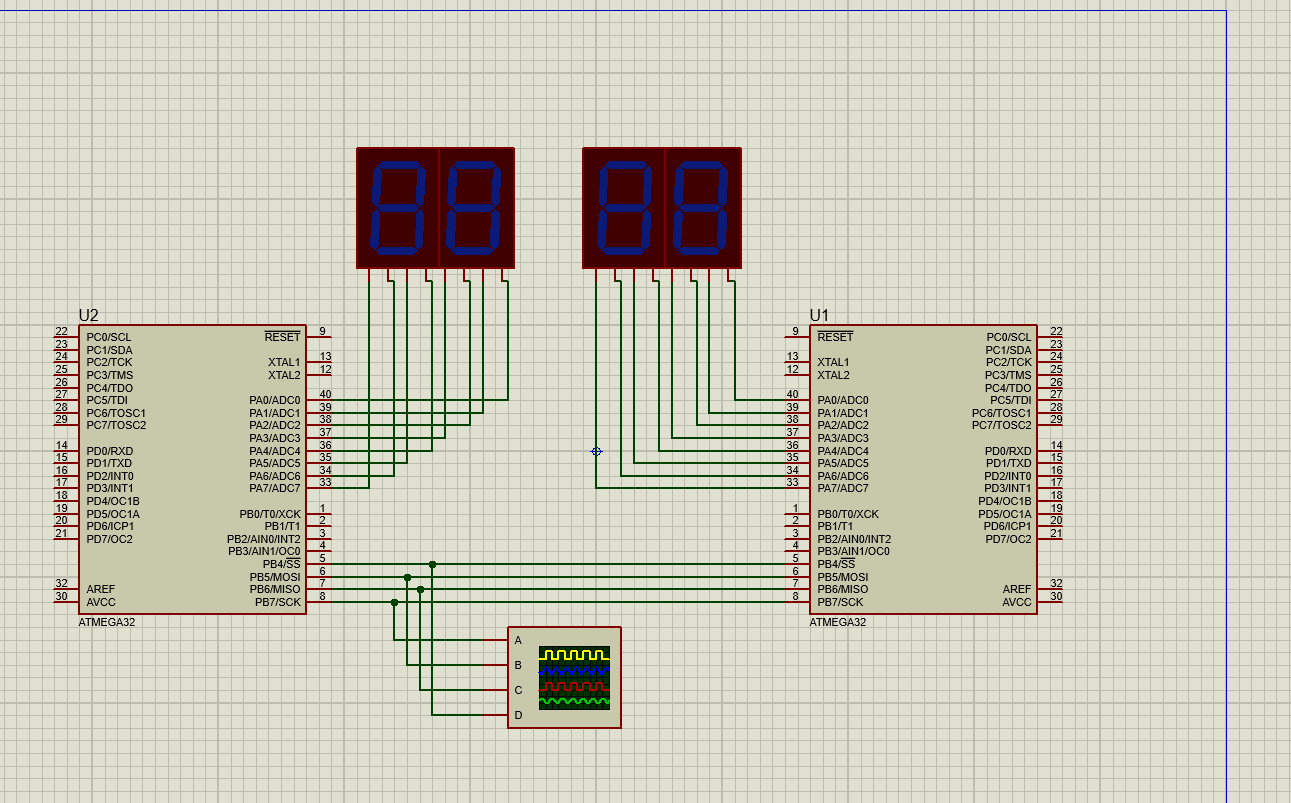 U2
22 PC0/SCL RESET 9
23 PC1/SDA
24 PC2/TCK XTAL1 13
25 PC3/TMS XTAL2 12
26 PC4/TDO
27 PC5/TDI PA0/ADC0 40
28 PC6/TOSC1 PA1/ADC1 39
29 PC7/TOSC2 PA2/ADC2 38
PA3/ADC3 37
14 PD0/RXD PA4/ADC4 36
15 PD1/TXD PA5/ADC5 35
16 PD2/INT0 PA6/ADC6 34
17 PD3/INT1 PA7/ADC7 33
18 PD4/OC1B
19 PD5/OC1A PB0/T0/XCK 1
20 PD6/ICP1 PB1/T1 2
21 PD7/OC2 PB2/AIN0/INT2 3
PB3/AIN1/OC0 4
PB4/SS 5
PB5/MOSI 6
32 AREF PB6/MISO 7
30 AVCC PB7/SCK 8
ATMEGA32
U1
9 RESET PC0/SCL 22
PC1/SDA 23
13 XTAL1 PC2/TCK 24
12 XTAL2 PC3/TMS 25
PC4/TDO 26
40 PA0/ADC0 PC5/TDI 27
39 PA1/ADC1 PC6/TOSC1 28
38 PA2/ADC2 PC7/TOSC2 29
37 PA3/ADC3
36 PA4/ADC4 PD0/RXD 14
35 PA5/ADC5 PD1/TXD 15
34 PA6/ADC6 PD2/INT0 16
33 PA7/ADC7 PD3/INT1 17
PD4/OC1B 18
1 PB0/T0/XCK PD5/OC1A 19
2 PB1/T1 PD6/ICP1 20
3 PB2/AIN0/INT2 PD7/OC2 21
4 PB3/AIN1/OC0
5 PB4/SS
6 PB5/MOSI
7 PB6/MISO AREF 32
8 PB7/SCK AVCC 30
ATMEGA32
A
B
C
D